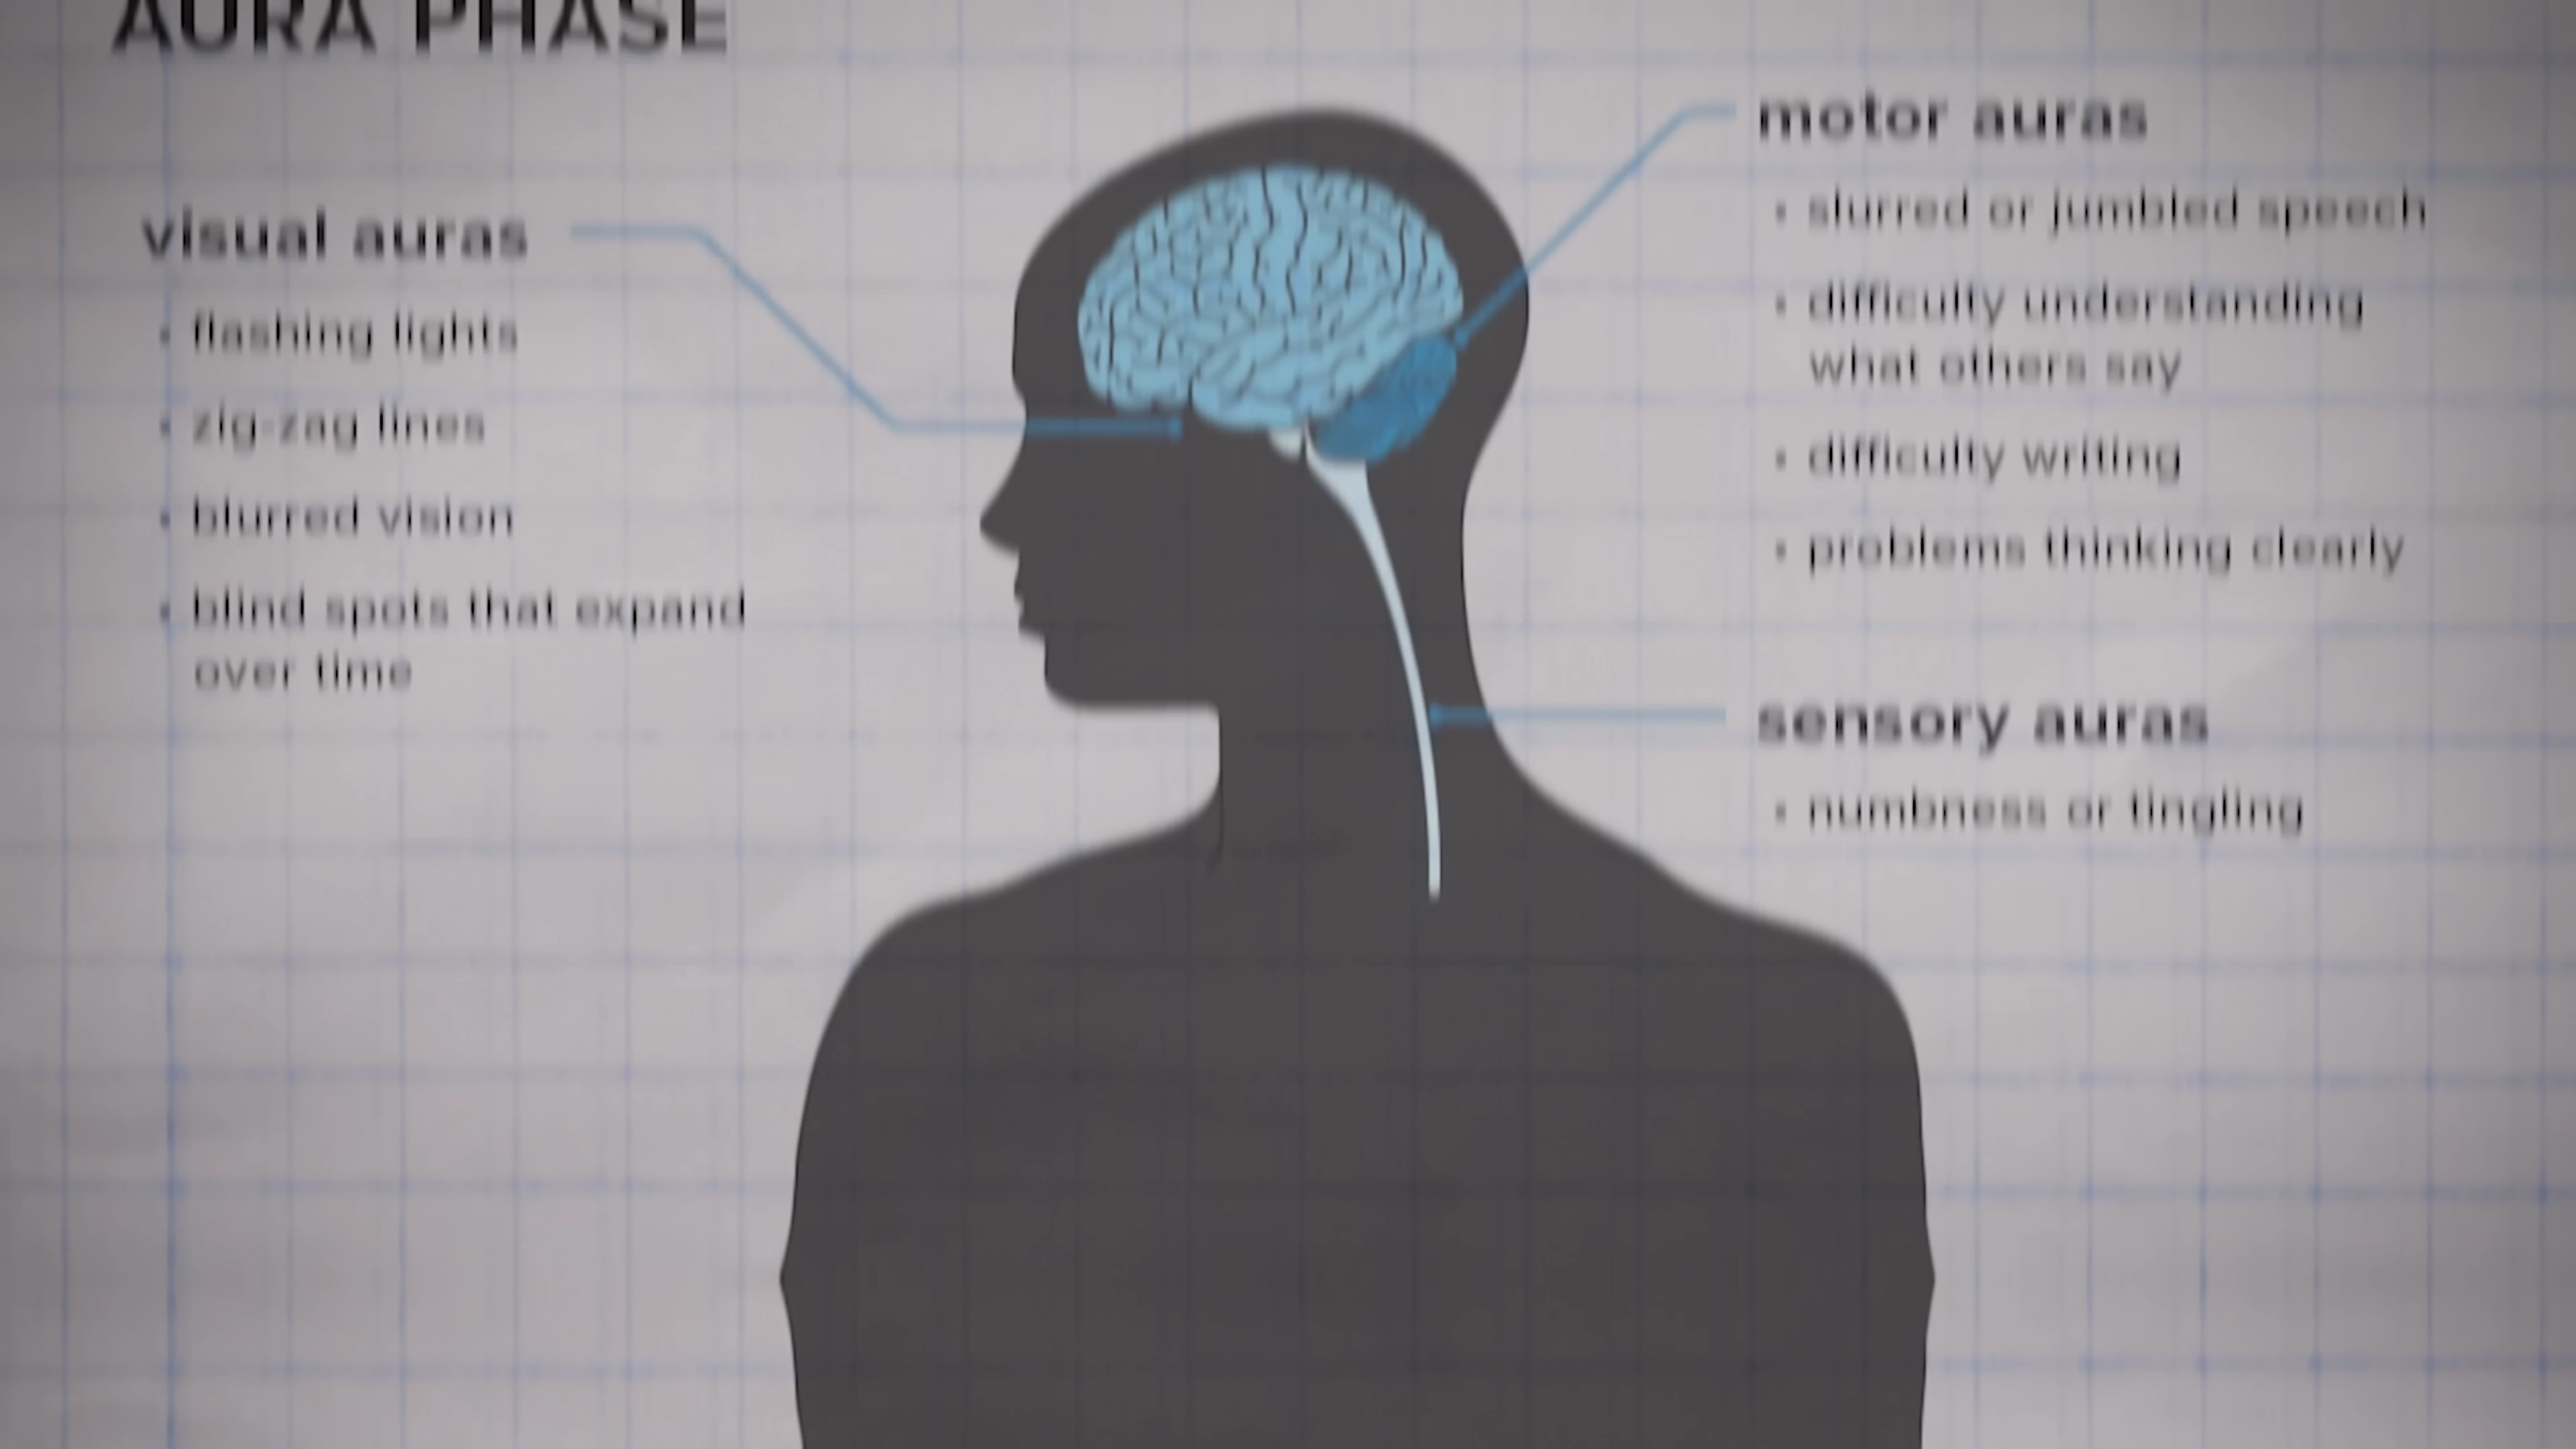 AURA PHASE
visual auras
• flashing lights
• zig-zag lines
• blurred vision
• blind spots that expand
over time
motor auras
• slurred or jumbled speech
• difficulty understanding
what others say
• difficulty writing
• problems thinking clearly
sensory auras
• numbness or tingling